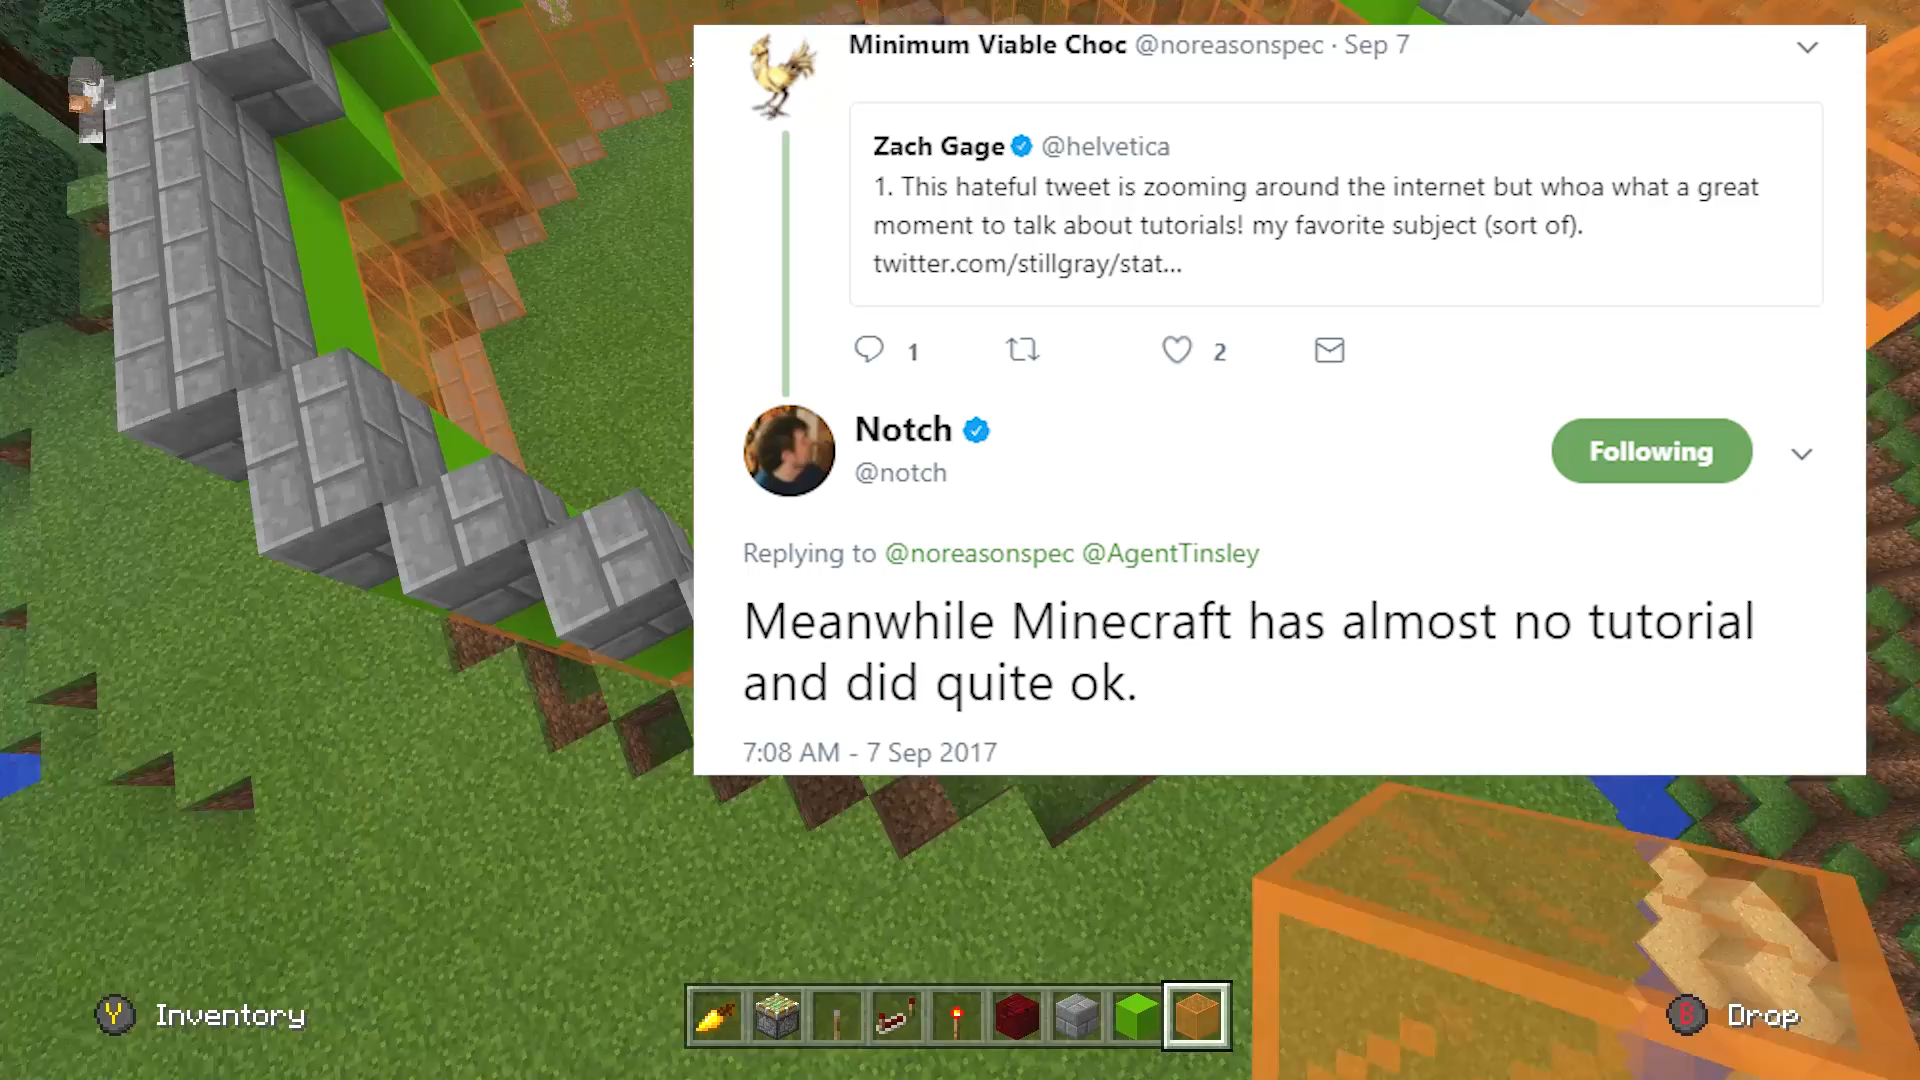 Minimum Viable Choc @noreasonspec · Sep 7
Zach Gage @helvetica
1. This hateful tweet is zooming around the internet but whoa what a great
moment to talk about tutorials! my favorite subject (sort of).
twitter.com/stillgray/stat...
1 2
Notch
Following
@notch
Replying to @noreasonspec @AgentTinsley
Meanwhile Minecraft has almost no tutorial
and did quite ok.
7:08 AM - 7 Sep 2017
Y Inventory
B Drop